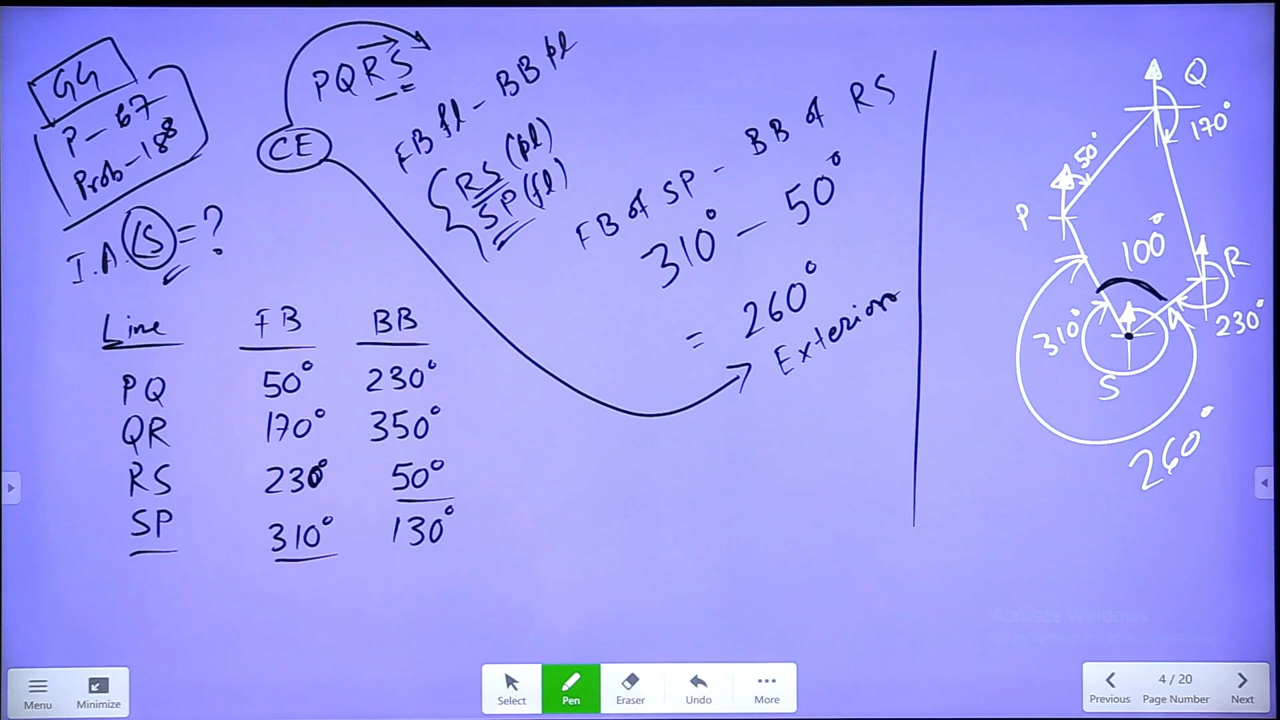 GG
P - 67
Prob - 188
I.A. ∠S = ?
PQRS
CE
FB fl - BB pl
RS (pl)
SP (fl)
FB of SP - BB of RS
310° - 50°
= 260°
Exterior
Line FB BB
PQ 50° 230°
QR 170° 350°
RS 230° 50°
SP 310° 130°
Q
170°
50°
P
100°
R
310°
230°
S
260°
Activate Windows
Menu
Minimize
Select
Pen
Eraser
Undo
More
Previous
4 / 20
Page Number
Next